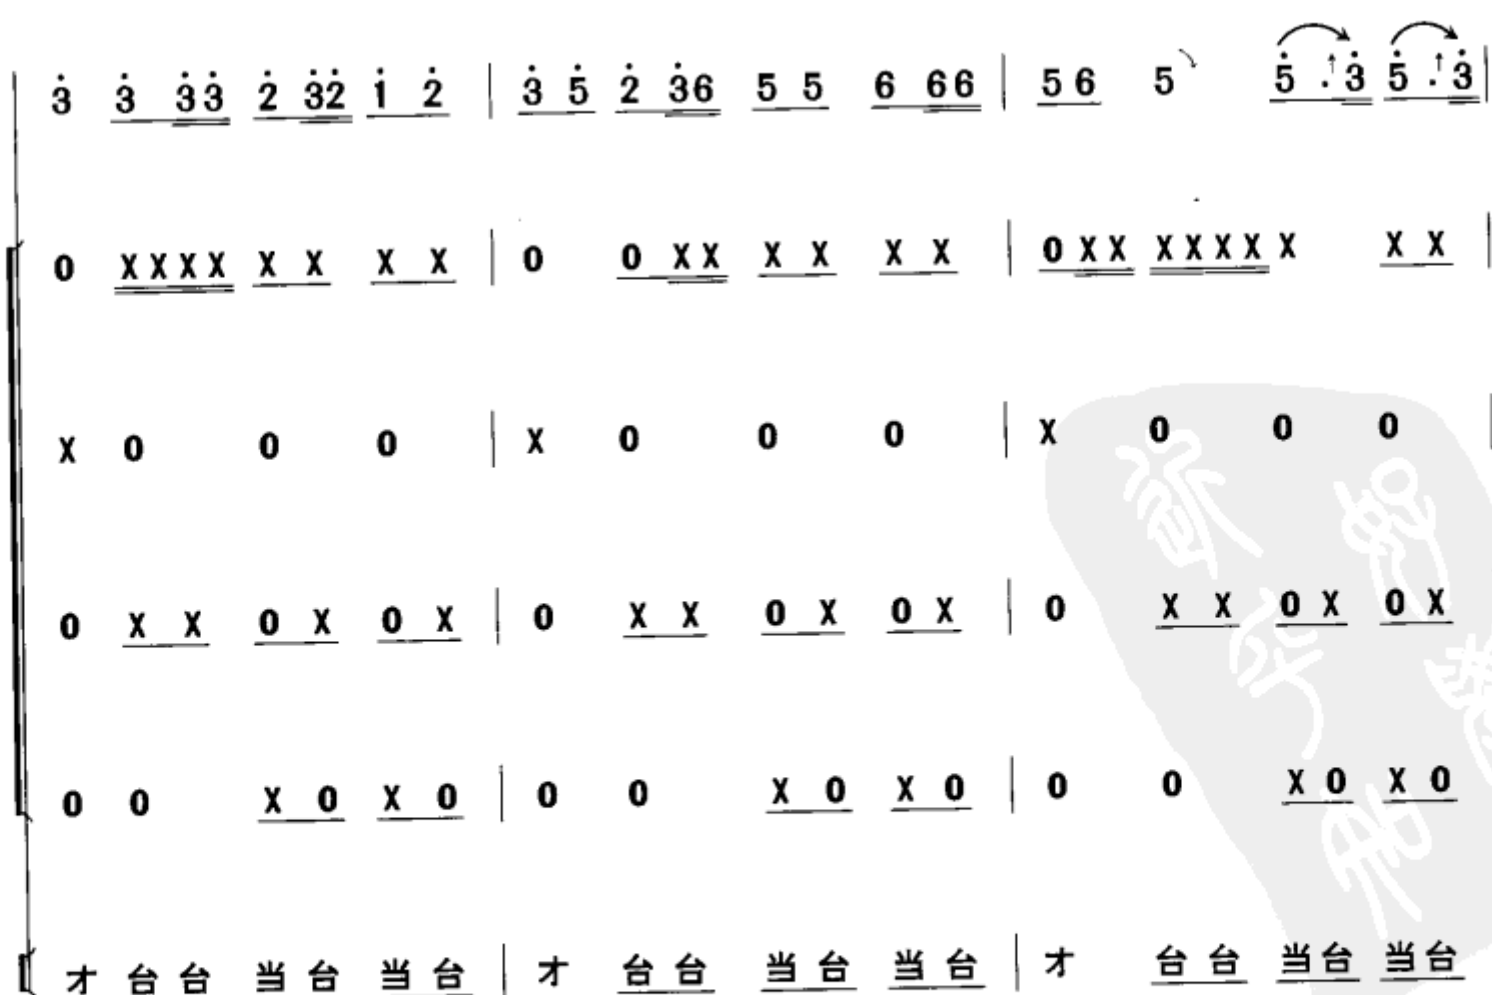 3 3 33 2 32 1 2 | 3 5 2 36 5 5 6 66 | 5 6 5 5 . 3 5 . 3 |
0 XXXX X X X X | 0 0 XX X X X X | 0 XX XXXX X X X |
X 0 0 0 | X 0 0 0 | X 0 0 0 |
0 X X 0 X 0 X | 0 X X 0 X 0 X | 0 X X 0 X 0 X
0 0 X 0 X 0 | 0 0 X 0 X 0 | 0 0 X 0 X 0
才 台 台 当 台 当 台 | 才 台 台 当 台 当 台 | 才 台 台 当台 当台